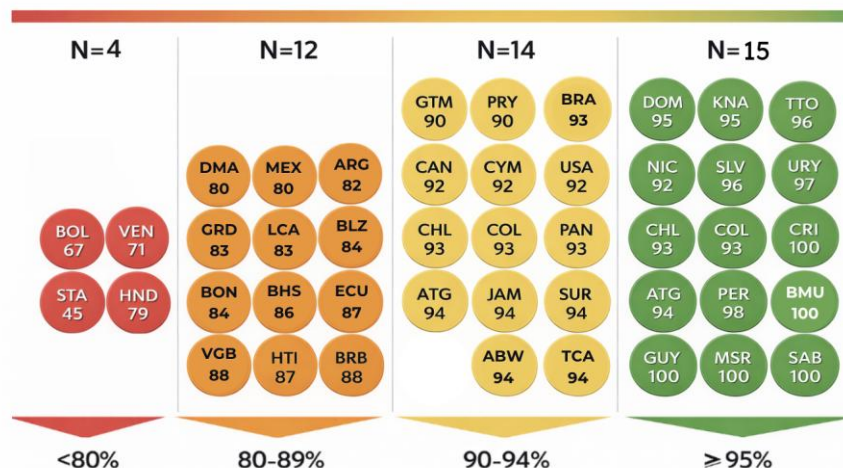 N=4
BOL
67
VEN
71
STA
45
HND
79
<80%
N=12
DMA
80
MEX
80
ARG
82
GRD
83
LCA
83
BLZ
84
BON
84
BHS
86
ECU
87
VGB
88
HTI
87
BRB
88
80-89%
N=14
GTM
90
PRY
90
BRA
93
CAN
92
CYM
92
USA
92
CHL
93
COL
93
PAN
93
ATG
94
JAM
94
SUR
94
ABW
94
TCA
94
90-94%
N=15
DOM
95
KNA
95
TTO
96
NIC
92
SLV
96
URY
97
CHL
93
COL
93
CRI
100
ATG
94
PER
98
BMU
100
GUY
100
MSR
100
SAB
100
⩾95%